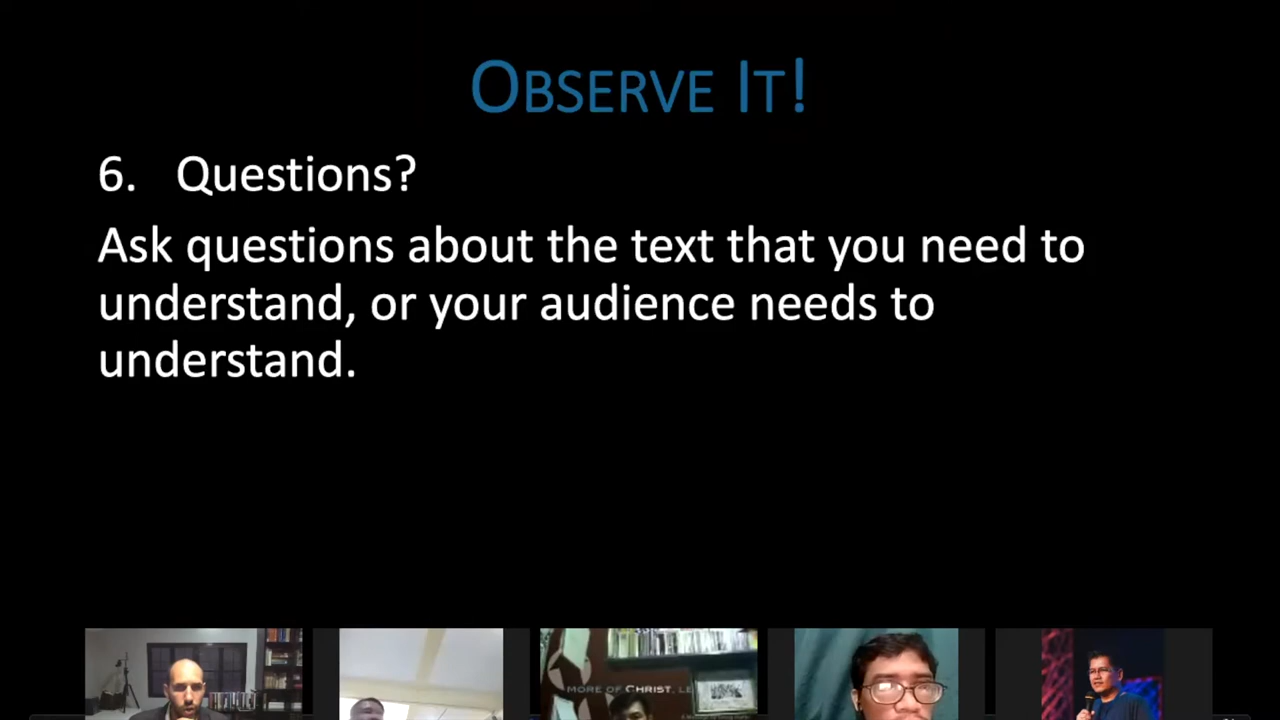 OBSERVE IT!
6. Questions?
Ask questions about the text that you need to
understand, or your audience needs to
understand.
MORE OF CHRIST, LE